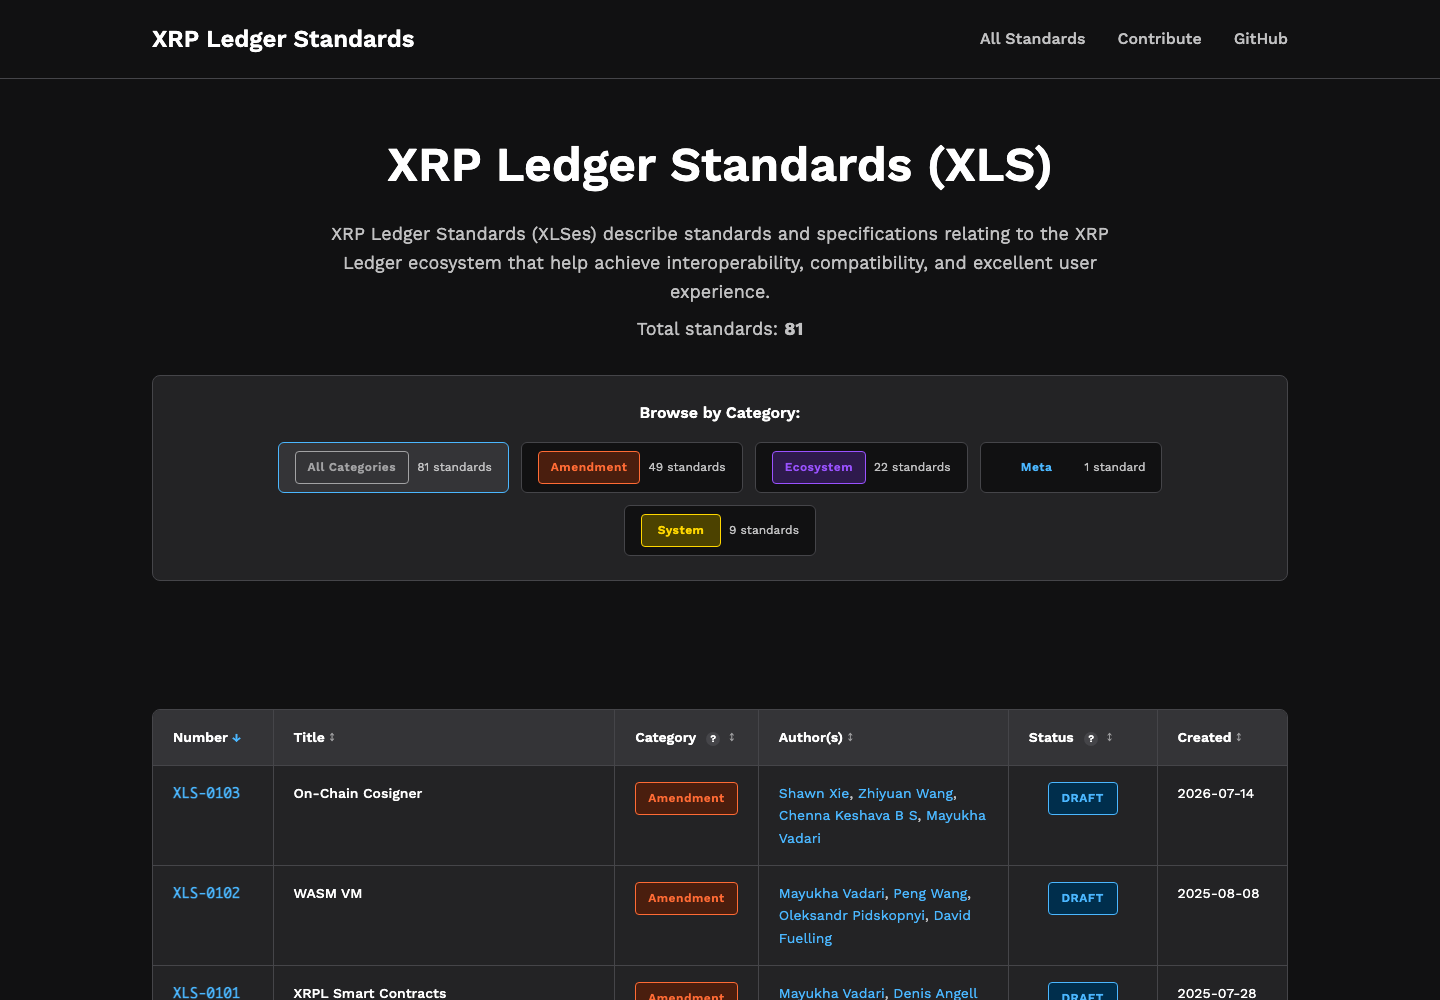 XRP Ledger Standards
All Standards
Contribute
GitHub
XRP Ledger Standards (XLS)
XRP Ledger Standards (XLSes) describe standards and specifications relating to the XRP
Ledger ecosystem that help achieve interoperability, compatibility, and excellent user
experience.
Total standards: 81
Browse by Category:
All Categories 81 standards
Amendment 49 standards
Ecosystem 22 standards
Meta 1 standard
System 9 standards
Number ↓
Title ↕
Category ? ↕
Author(s) ↕
Status ? ↕
Created ↕
XLS-0103
On-Chain Cosigner
Amendment
Shawn Xie, Zhiyuan Wang,
Chenna Keshava B S, Mayukha
Vadari
DRAFT
2026-07-14
XLS-0102
WASM VM
Amendment
Mayukha Vadari, Peng Wang,
Oleksandr Pidskopnyi, David
Fuelling
DRAFT
2025-08-08
XLS-0101
XRPL Smart Contracts
Amendment
Mayukha Vadari, Denis Angell
DRAFT
2025-07-28